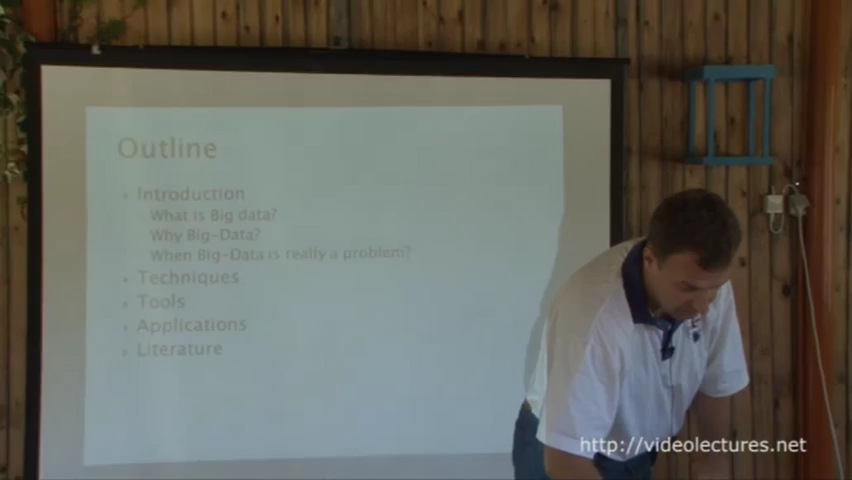 Outline
Introduction
What is Big data?
Why Big-Data?
When Big-Data is really a problem?
Techniques
Tools
Applications
Literature
http://videolectures.net